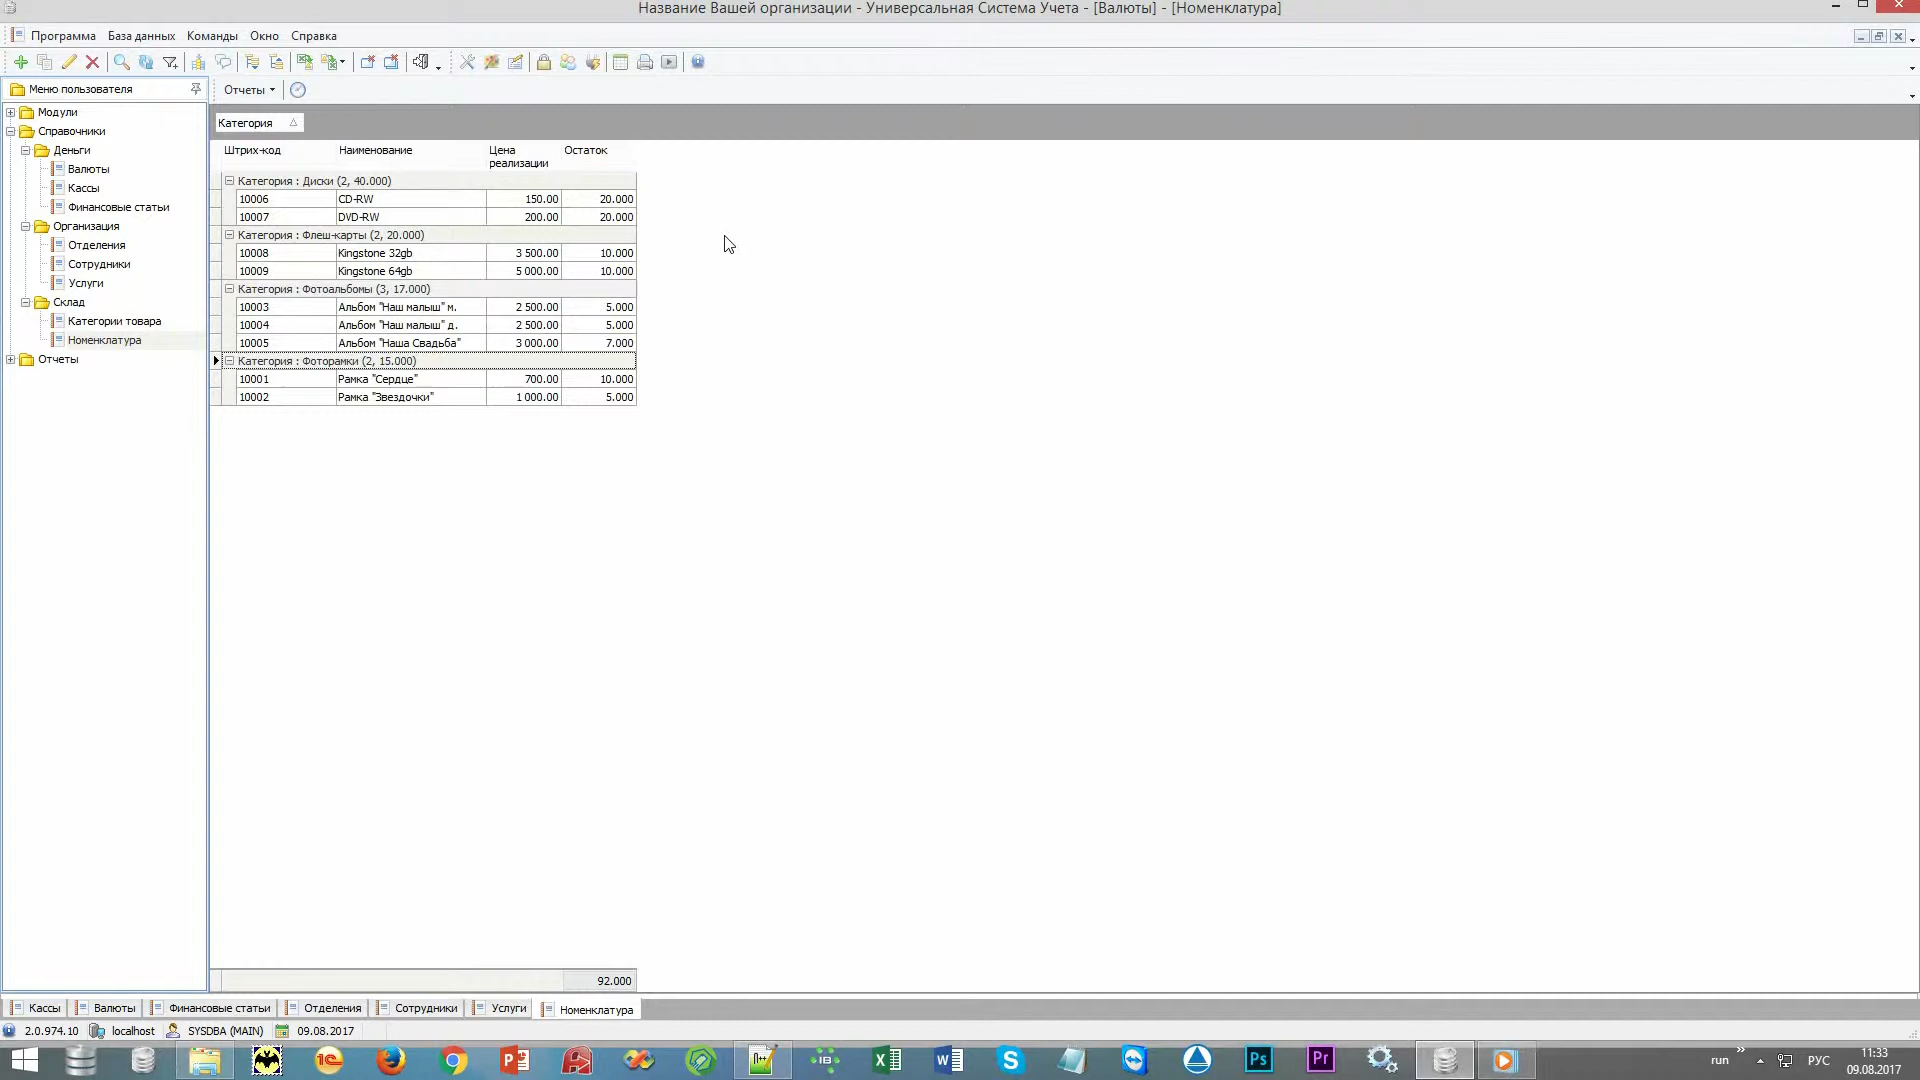 Название Вашей организации - Универсальная Система Учета - [Валюты] - [Номенклатура]
Программа База данных Команды Окно Справка
Меню пользователя
Отчеты
Модули
Справочники
Деньги
Валюты
Кассы
Финансовые статьи
Организация
Отделения
Сотрудники
Услуги
Склад
Категории товара
Номенклатура
Отчеты
Категория
Штрих-код Наименование Цена реализации Остаток
Категория : Диски (2, 40.000)
10006 CD-RW 150.00 20.000
10007 DVD-RW 200.00 20.000
Категория : Флеш-карты (2, 20.000)
10008 Kingstone 32gb 3 500.00 10.000
10009 Kingstone 64gb 5 000.00 10.000
Категория : Фотоальбомы (3, 17.000)
10003 Альбом "Наш малыш" м. 2 500.00 5.000
10004 Альбом "Наш малыш" д. 2 500.00 5.000
10005 Альбом "Наша Свадьба" 3 000.00 7.000
Категория : Фоторамки (2, 15.000)
10001 Рамка "Сердце" 700.00 10.000
10002 Рамка "Звездочки" 1 000.00 5.000
92.000
Кассы Валюты Финансовые статьи Отделения Сотрудники Услуги Номенклатура
2.0.974.10 localhost SYSDBA (MAIN) 09.08.2017
run РУС 11:33
09.08.2017